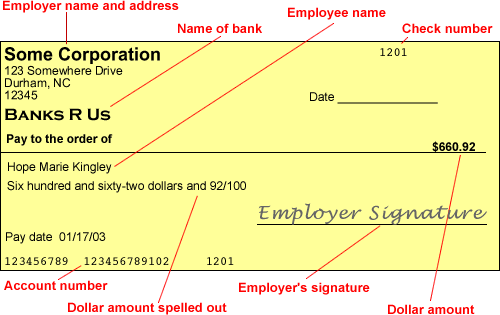 Employer name and address
Employee name
Name of bank
Check number
Some Corporation
1201
123 Somewhere Drive
Durham, NC
12345
Date
BANKS R US
Pay to the order of
$660.92
Hope Marie Kingley
Six hundred and sixty-two dollars and 92/100
Employer Signature
Pay date 01/17/03
123456789 123456789102 1201
Account number
Employer's signature
Dollar amount spelled out
Dollar amount